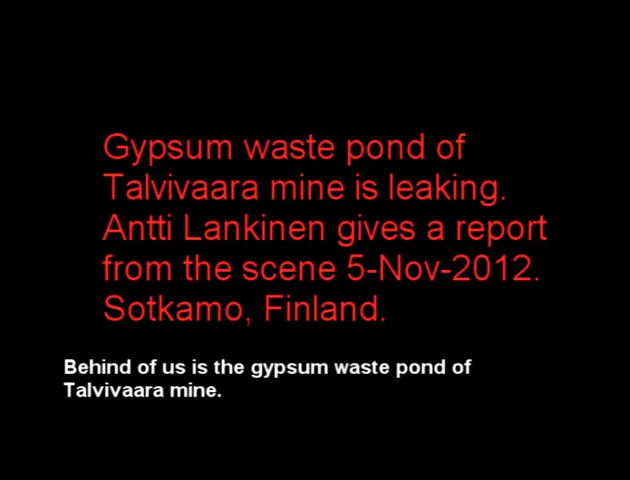 Gypsum waste pond of
Talvivaara mine is leaking.
Antti Lankinen gives a report
from the scene 5-Nov-2012.
Sotkamo, Finland.
Behind of us is the gypsum waste pond of
Talvivaara mine.